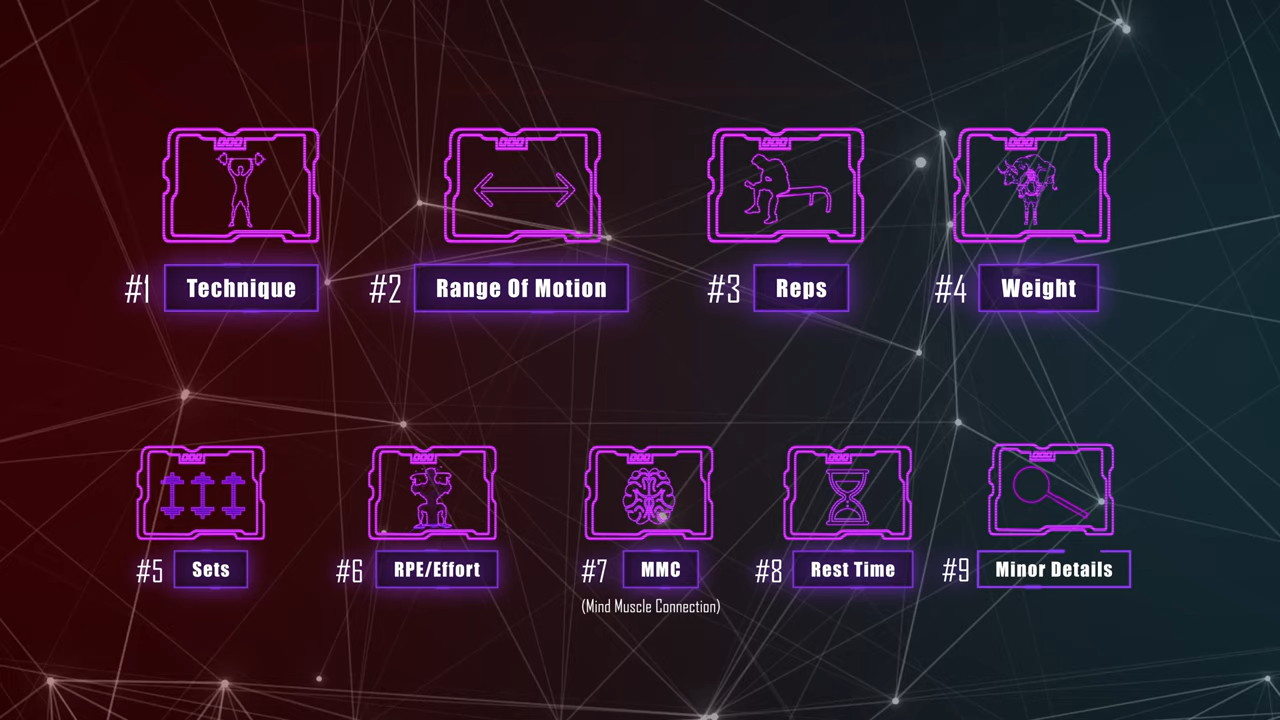 #1 Technique
#2 Range Of Motion
#3 Reps
#4 Weight
#5 Sets
#6 RPE/Effort
#7 MMC
(Mind Muscle Connection)
#8 Rest Time
#9 Minor Details